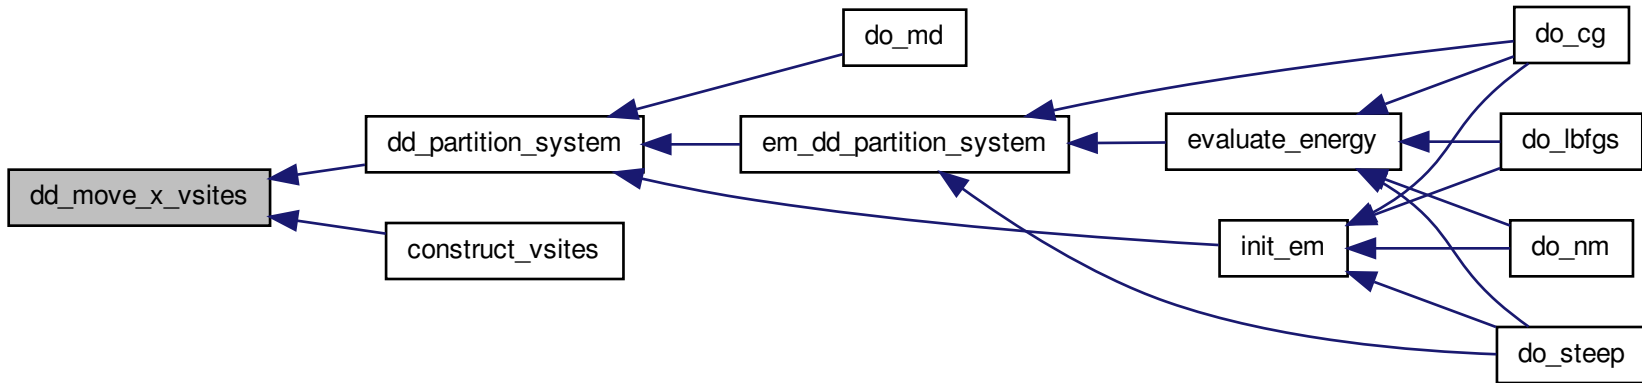 do_md
do_cg
dd_partition_system
em_dd_partition_system
evaluate_energy
do_lbfgs
dd_move_x_vsites
construct_vsites
init_em
do_nm
do_steep